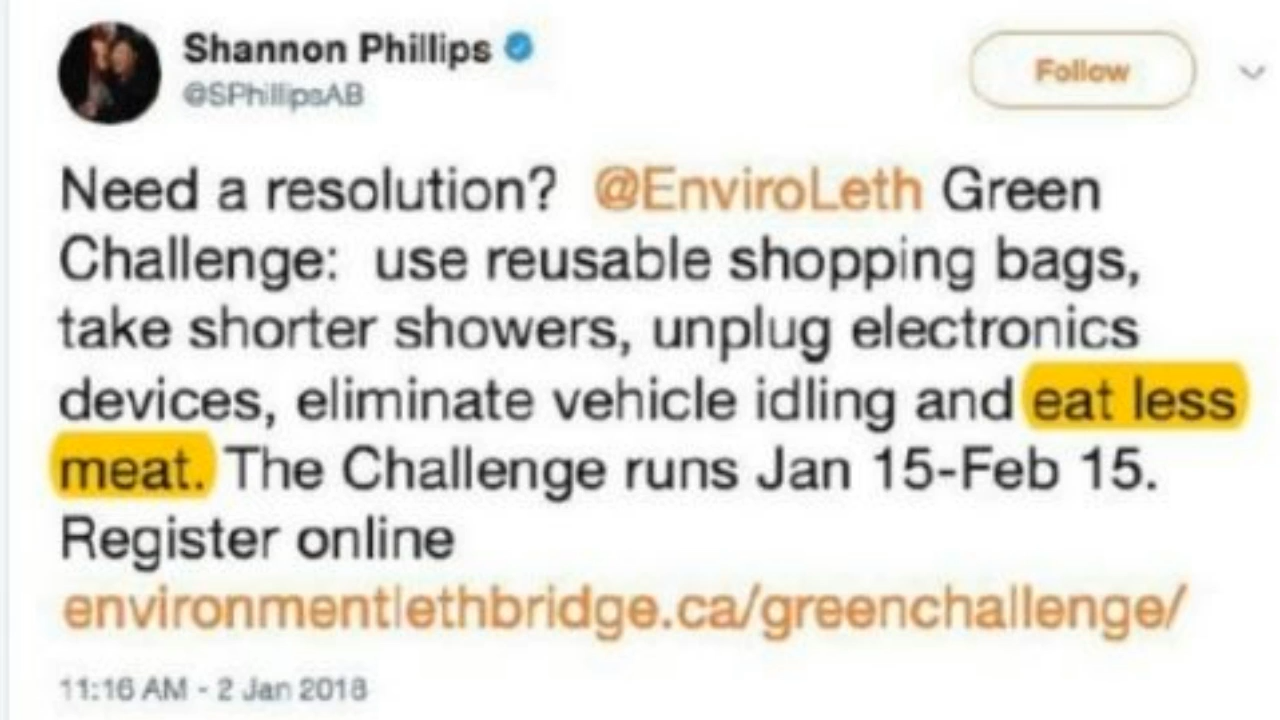 Shannon Phillips
@SPhillipsAB
Follow
Need a resolution? @EnviroLeth Green
Challenge: use reusable shopping bags,
take shorter showers, unplug electronics
devices, eliminate vehicle idling and eat less
meat. The Challenge runs Jan 15-Feb 15.
Register online
environmentlethbridge.ca/greenchallenge/
11:16 AM - 2 Jan 2018